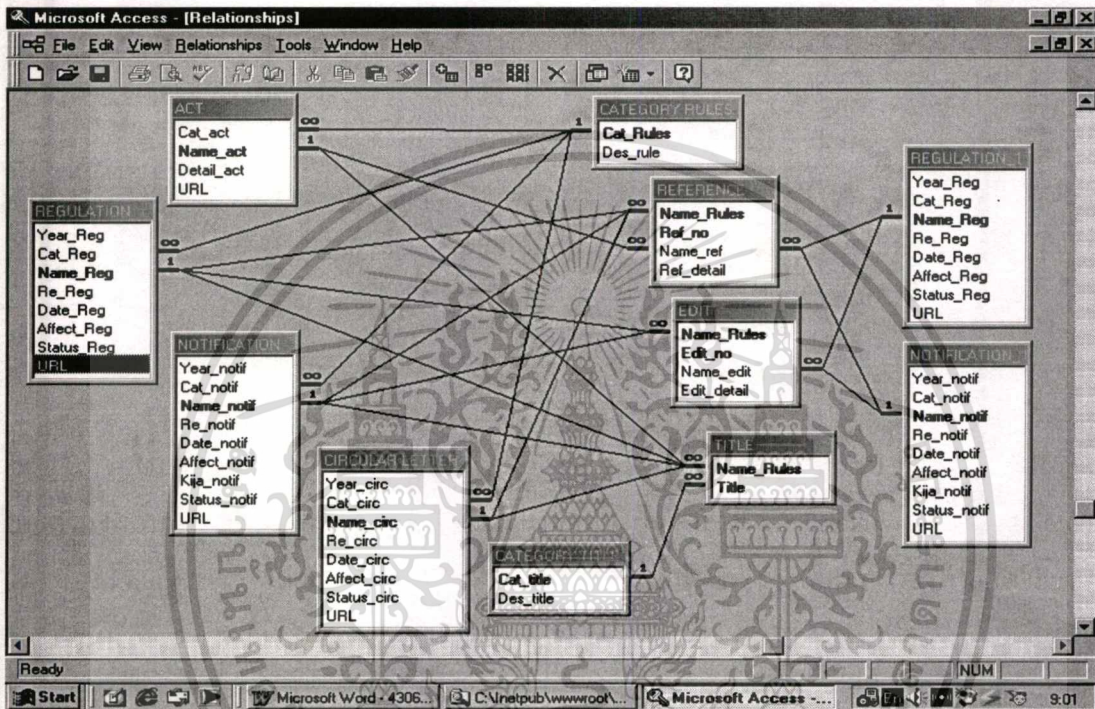 Microsoft Access - [Relationships]
File Edit View Relationships Tools Window Help
ACT
Cat_act
Name_act
Detail_act
URL
CATEGORY RULES
Cat_Rules
Des_rule
REGULATION_1
Year_Reg
Cat_Reg
Name_Reg
Re_Reg
Date_Reg
Affect_Reg
Status_Reg
URL
REFERENCE
Name_Rules
Ref_no
Name_ref
Ref_detail
REGULATION
Year_Reg
Cat_Reg
Name_Reg
Re_Reg
Date_Reg
Affect_Reg
Status_Reg
URL
EDIT
Name_Rules
Edit_no
Name_edit
Edit_detail
NOTIFICATION
Year_notif
Cat_notif
Name_notif
Re_notif
Date_notif
Affect_notif
Kija_notif
Status_notif
URL
NOTIFICATION_1
Year_notif
Cat_notif
Name_notif
Re_notif
Date_notif
Affect_notif
Kija_notif
Status_notif
URL
TITLE
Name_Rules
Title
CIRCULAR LETTER
Year_circ
Cat_circ
Name_circ
Re_circ
Date_circ
Affect_circ
Status_circ
URL
Cat_title
Des_title
Ready
NUM
Start
Microsoft Word - 4306...
C:\Inetpub\wwwroot\...
Microsoft Access -...
En
9:01